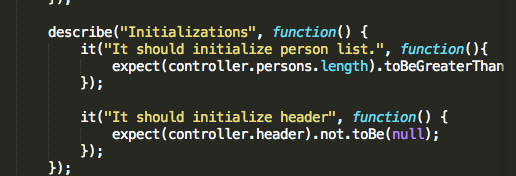 });
describe("Initializations", function() {
it("It should initialize person list.", function(){
expect(controller.persons.length).toBeGreaterThan
});
it("It should initialize header", function() {
expect(controller.header).not.toBe(null);
});
});